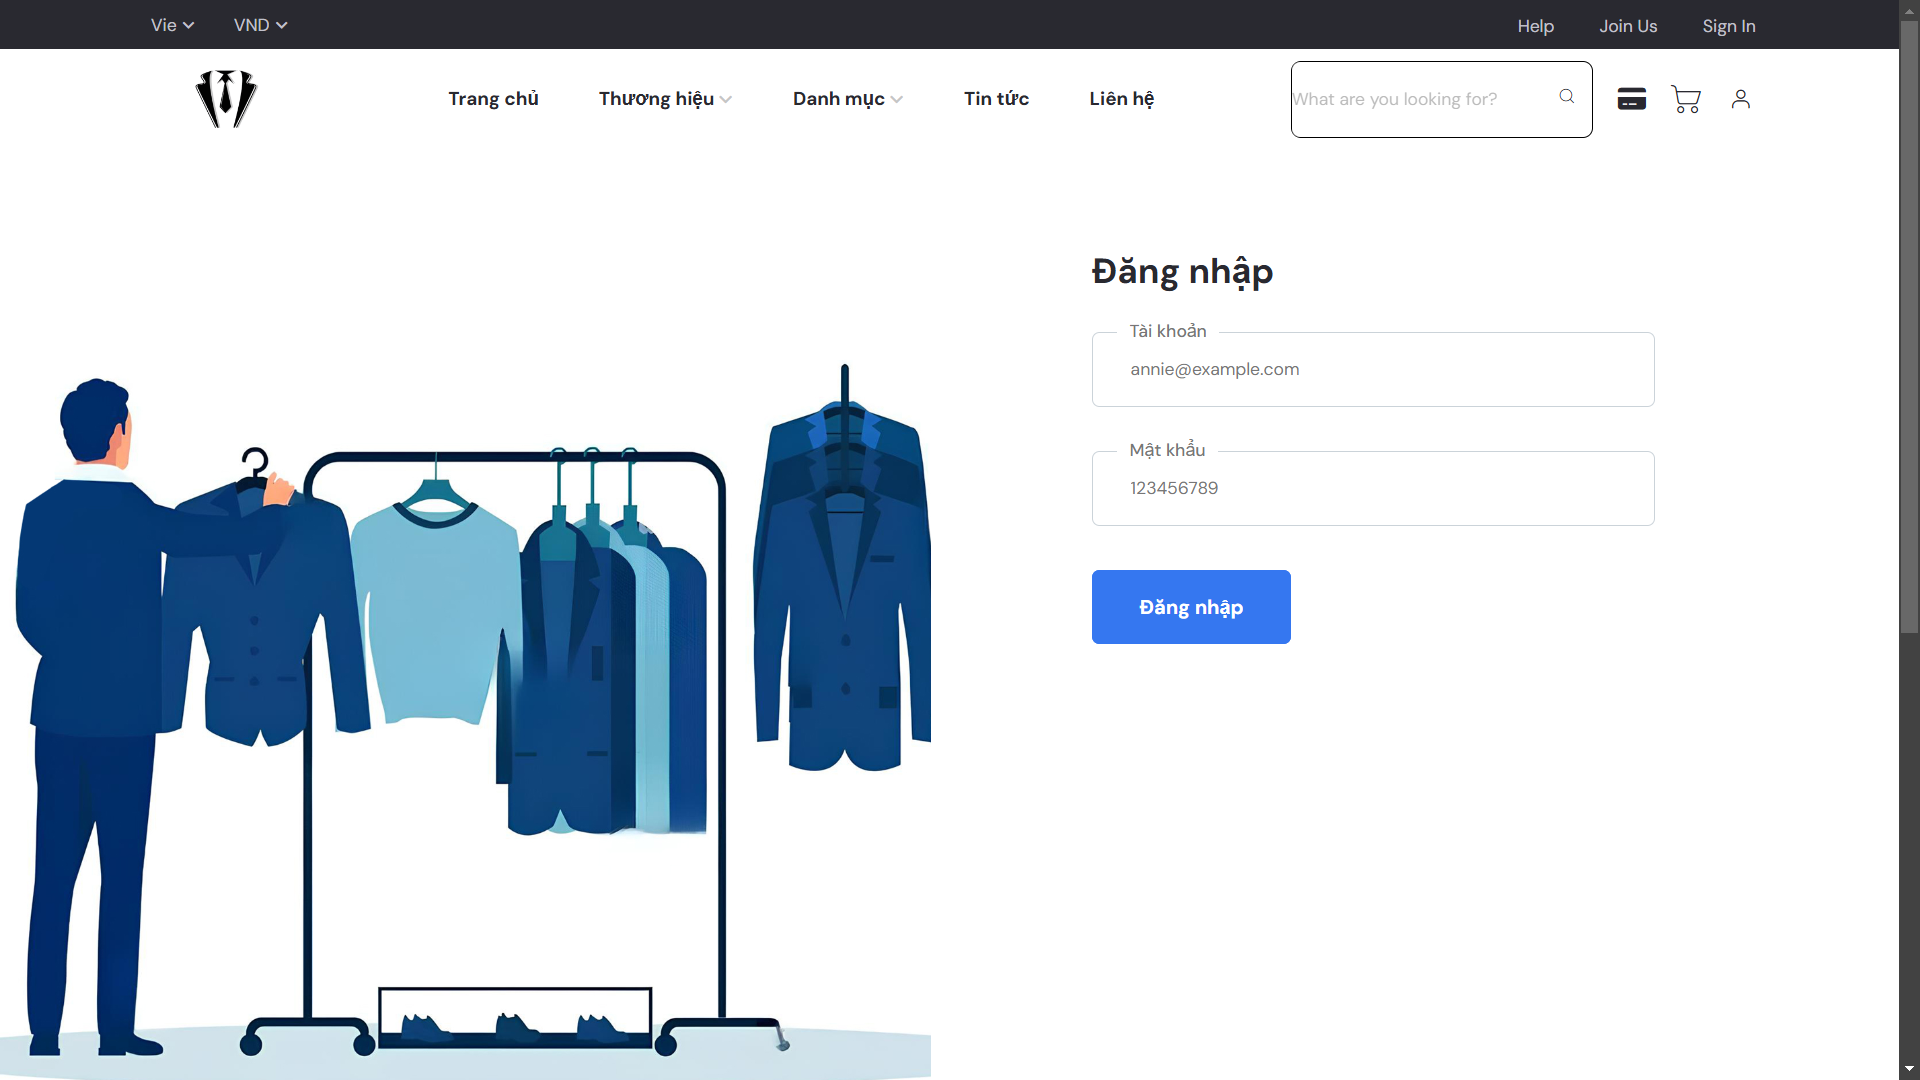 Vie
VND
Help
Join Us
Sign In
Trang chủ
Thương hiệu
Danh mục
Tin tức
Liên hệ
What are you looking for?
Đăng nhập
Tài khoản
annie@example.com
Mật khẩu
123456789
Đăng nhập